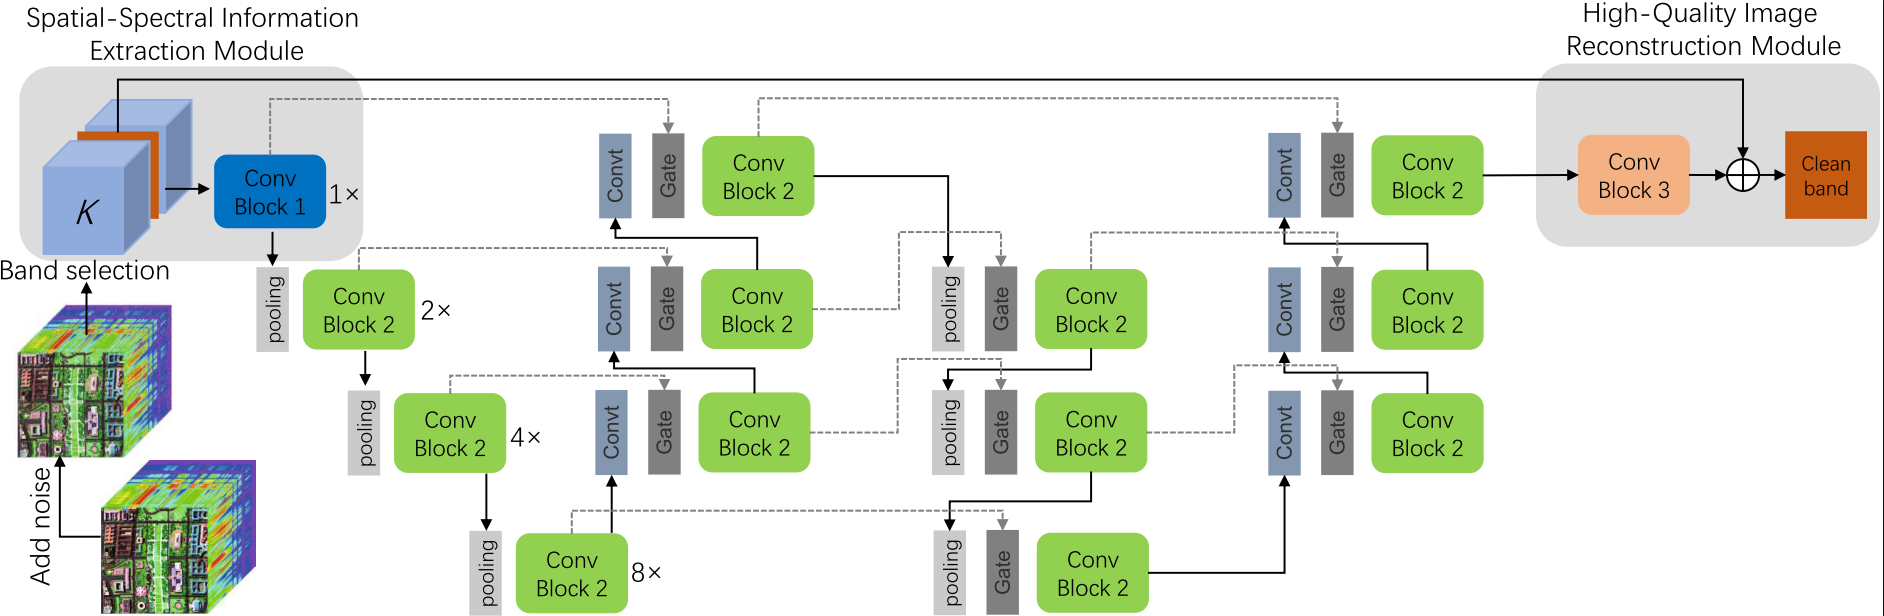 Spatial-Spectral Information
Extraction Module
High-Quality Image
Reconstruction Module
K
Conv
Block 1
1×
Band selection
Add noise
pooling
Conv
Block 2
2×
pooling
Conv
Block 2
4×
pooling
Conv
Block 2
8×
Convt
Gate
Conv
Block 2
Convt
Gate
Conv
Block 2
Convt
Gate
Conv
Block 2
pooling
Gate
Conv
Block 2
pooling
Gate
Conv
Block 2
pooling
Gate
Conv
Block 2
Convt
Gate
Conv
Block 2
Convt
Gate
Conv
Block 2
Convt
Gate
Conv
Block 2
Conv
Block 3
Clean
band